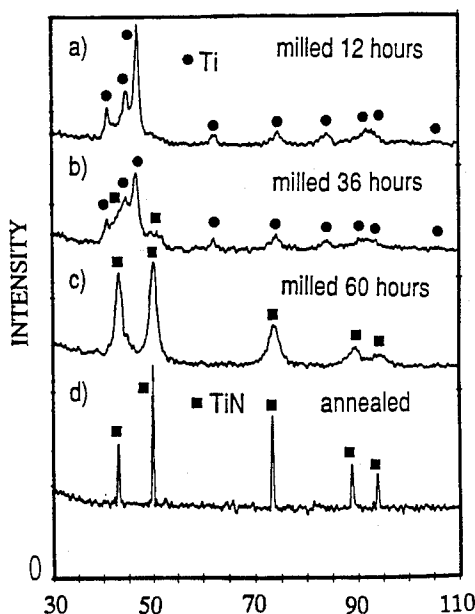 a)
Ti
milled 12 hours
b)
milled 36 hours
c)
milled 60 hours
d)
TiN
annealed
INTENSITY
0
30 50 70 90 110